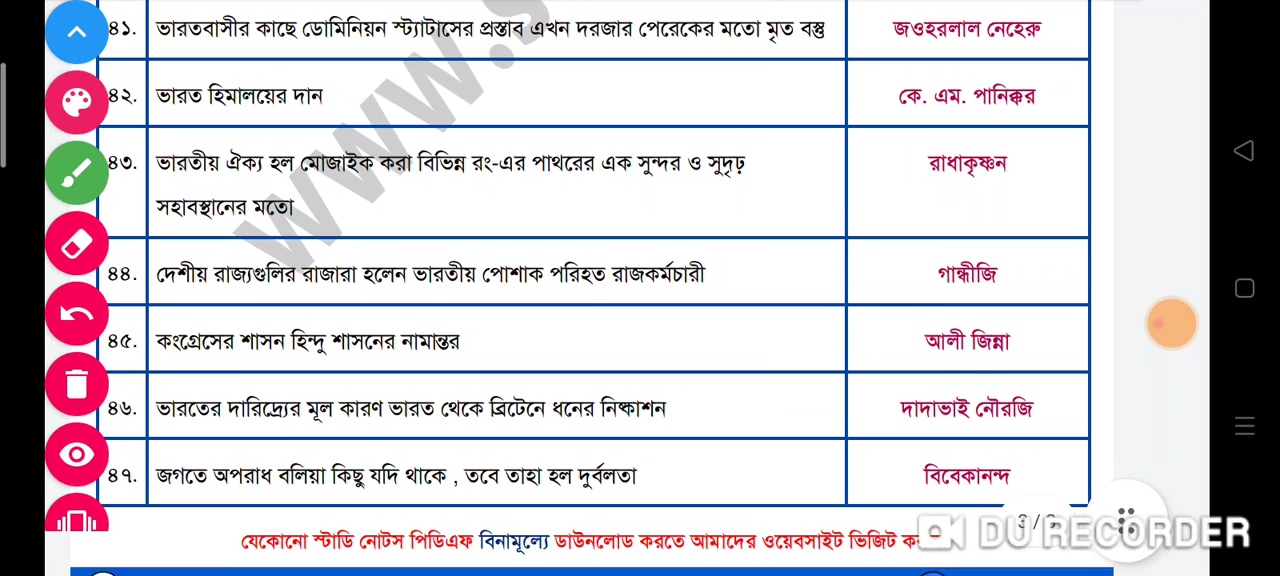 ৪১. ভারতবাসীর কাছে ডোমিনিয়ন স্ট্যাটাসের প্রস্তাব এখন দরজার পেরেকের মতো মৃত বস্তু জওহরলাল নেহেরু
৪২. ভারত হিমালয়ের দান কে. এম. পানিক্কর
৪৩. ভারতীয় ঐক্য হল মোজাইক করা বিভিন্ন রং-এর পাথরের এক সুন্দর ও সুদৃঢ় রাধাকৃষ্ণন
সহাবস্থানের মতো
৪৪. দেশীয় রাজ্যগুলির রাজারা হলেন ভারতীয় পোশাক পরিহত রাজকর্মচারী গান্ধীজি
৪৫. কংগ্রেসের শাসন হিন্দু শাসনের নামান্তর আলী জিন্না
৪৬. ভারতের দারিদ্র্যের মূল কারণ ভারত থেকে ব্রিটেনে ধনের নিষ্কাশন দাদাভাই নৌরজি
৪৭. জগতে অপরাধ বলিয়া কিছু যদি থাকে , তবে তাহা হল দুর্বলতা বিবেকানন্দ
www.s
3 /
DU RECORDER
যেকোনো স্টাডি নোটস পিডিএফ বিনামূল্যে ডাউনলোড করতে আমাদের ওয়েবসাইট ভিজিট